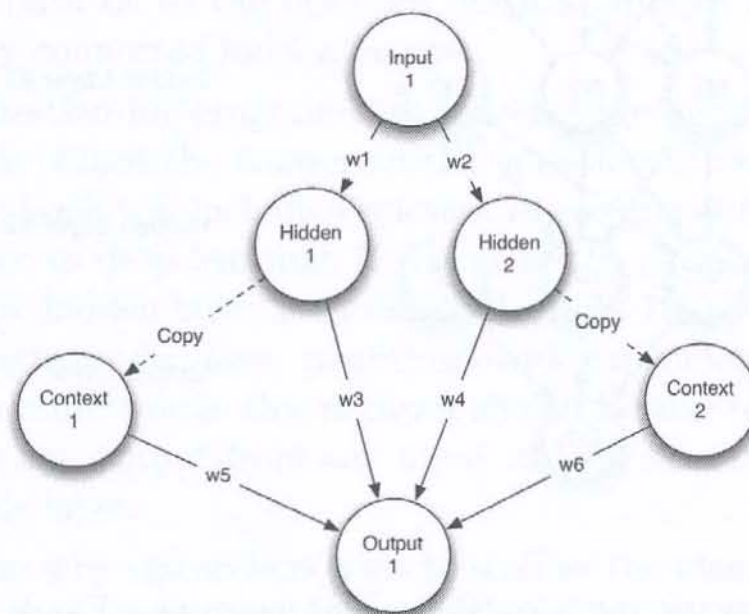 Input
1
w1
w2
Hidden
1
Hidden
2
Copy
Copy
Context
1
w3
w4
Context
2
w5
w6
Output
1